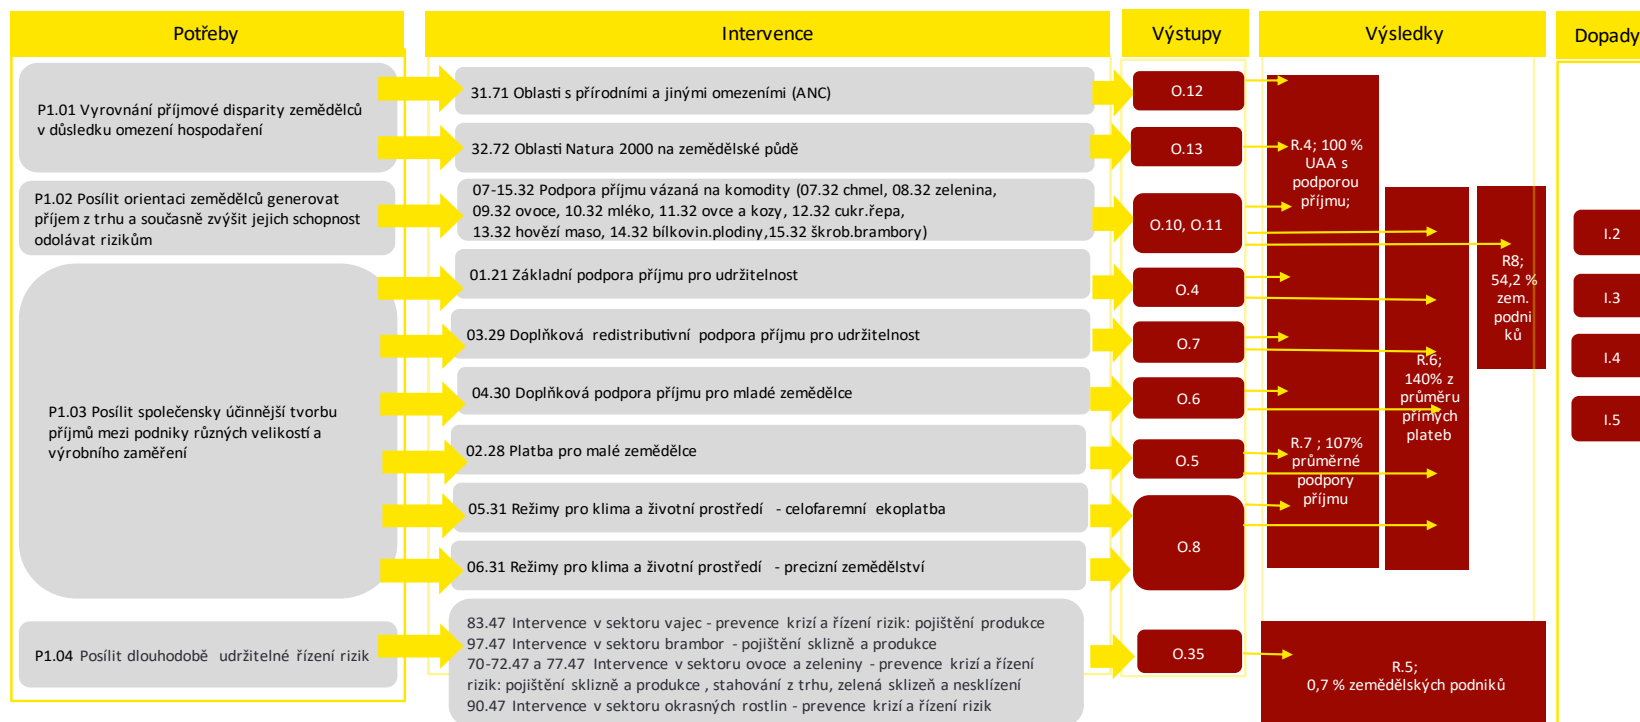 Potřeby
Intervence
Výstupy
Výsledky
Dopady
P1.01 Vyrovnání příjmové disparity zemědělců
v důsledku omezení hospodaření
31.71 Oblasti s přírodními a jinými omezeními (ANC)
O.12
32.72 Oblasti Natura 2000 na zemědělské půdě
O.13
P1.02 Posílit orientaci zemědělců generovat
příjem z trhu a současně zvýšit jejich schopnost
odolávat rizikům
07-15.32 Podpora příjmu vázaná na komodity (07.32 chmel, 08.32 zelenina,
09.32 ovoce, 10.32 mléko, 11.32 ovce a kozy, 12.32 cukr.řepa,
13.32 hovězí maso, 14.32 bílkovin.plodiny,15.32 škrob.brambory)
O.10, O.11
P1.03 Posílit společensky účinnější tvorbu
příjmů mezi podniky různých velikostí a
výrobního zaměření
01.21 Základní podpora příjmu pro udržitelnost
O.4
03.29 Doplňková redistributivní podpora příjmu pro udržitelnost
O.7
04.30 Doplňková podpora příjmu pro mladé zemědělce
O.6
02.28 Platba pro malé zemědělce
O.5
05.31 Režimy pro klima a životní prostředí - celofaremní ekoplatba
06.31 Režimy pro klima a životní prostředí - precizní zemědělství
O.8
P1.04 Posílit dlouhodobě udržitelné řízení rizik
83.47 Intervence v sektoru vajec - prevence krizí a řízení rizik: pojištění produkce
97.47 Intervence v sektoru brambor - pojištění sklizně a produkce
70-72.47 a 77.47 Intervence v sektoru ovoce a zeleniny - prevence krizí a řízení
rizik: pojištění sklizně a produkce , stahování z trhu, zelená sklizeň a nesklízení
90.47 Intervence v sektoru okrasných rostlin - prevence krizí a řízení rizik
O.35
R.4; 100 %
UAA s
podporou
příjmu;
R.7 ; 107%
průměrné
podpory
příjmu
R.6;
140% z
průměru
přímých
plateb
R8;
54,2 %
zem.
podni
ků
R.5;
0,7 % zemědělských podniků
I.2
I.3
I.4
I.5